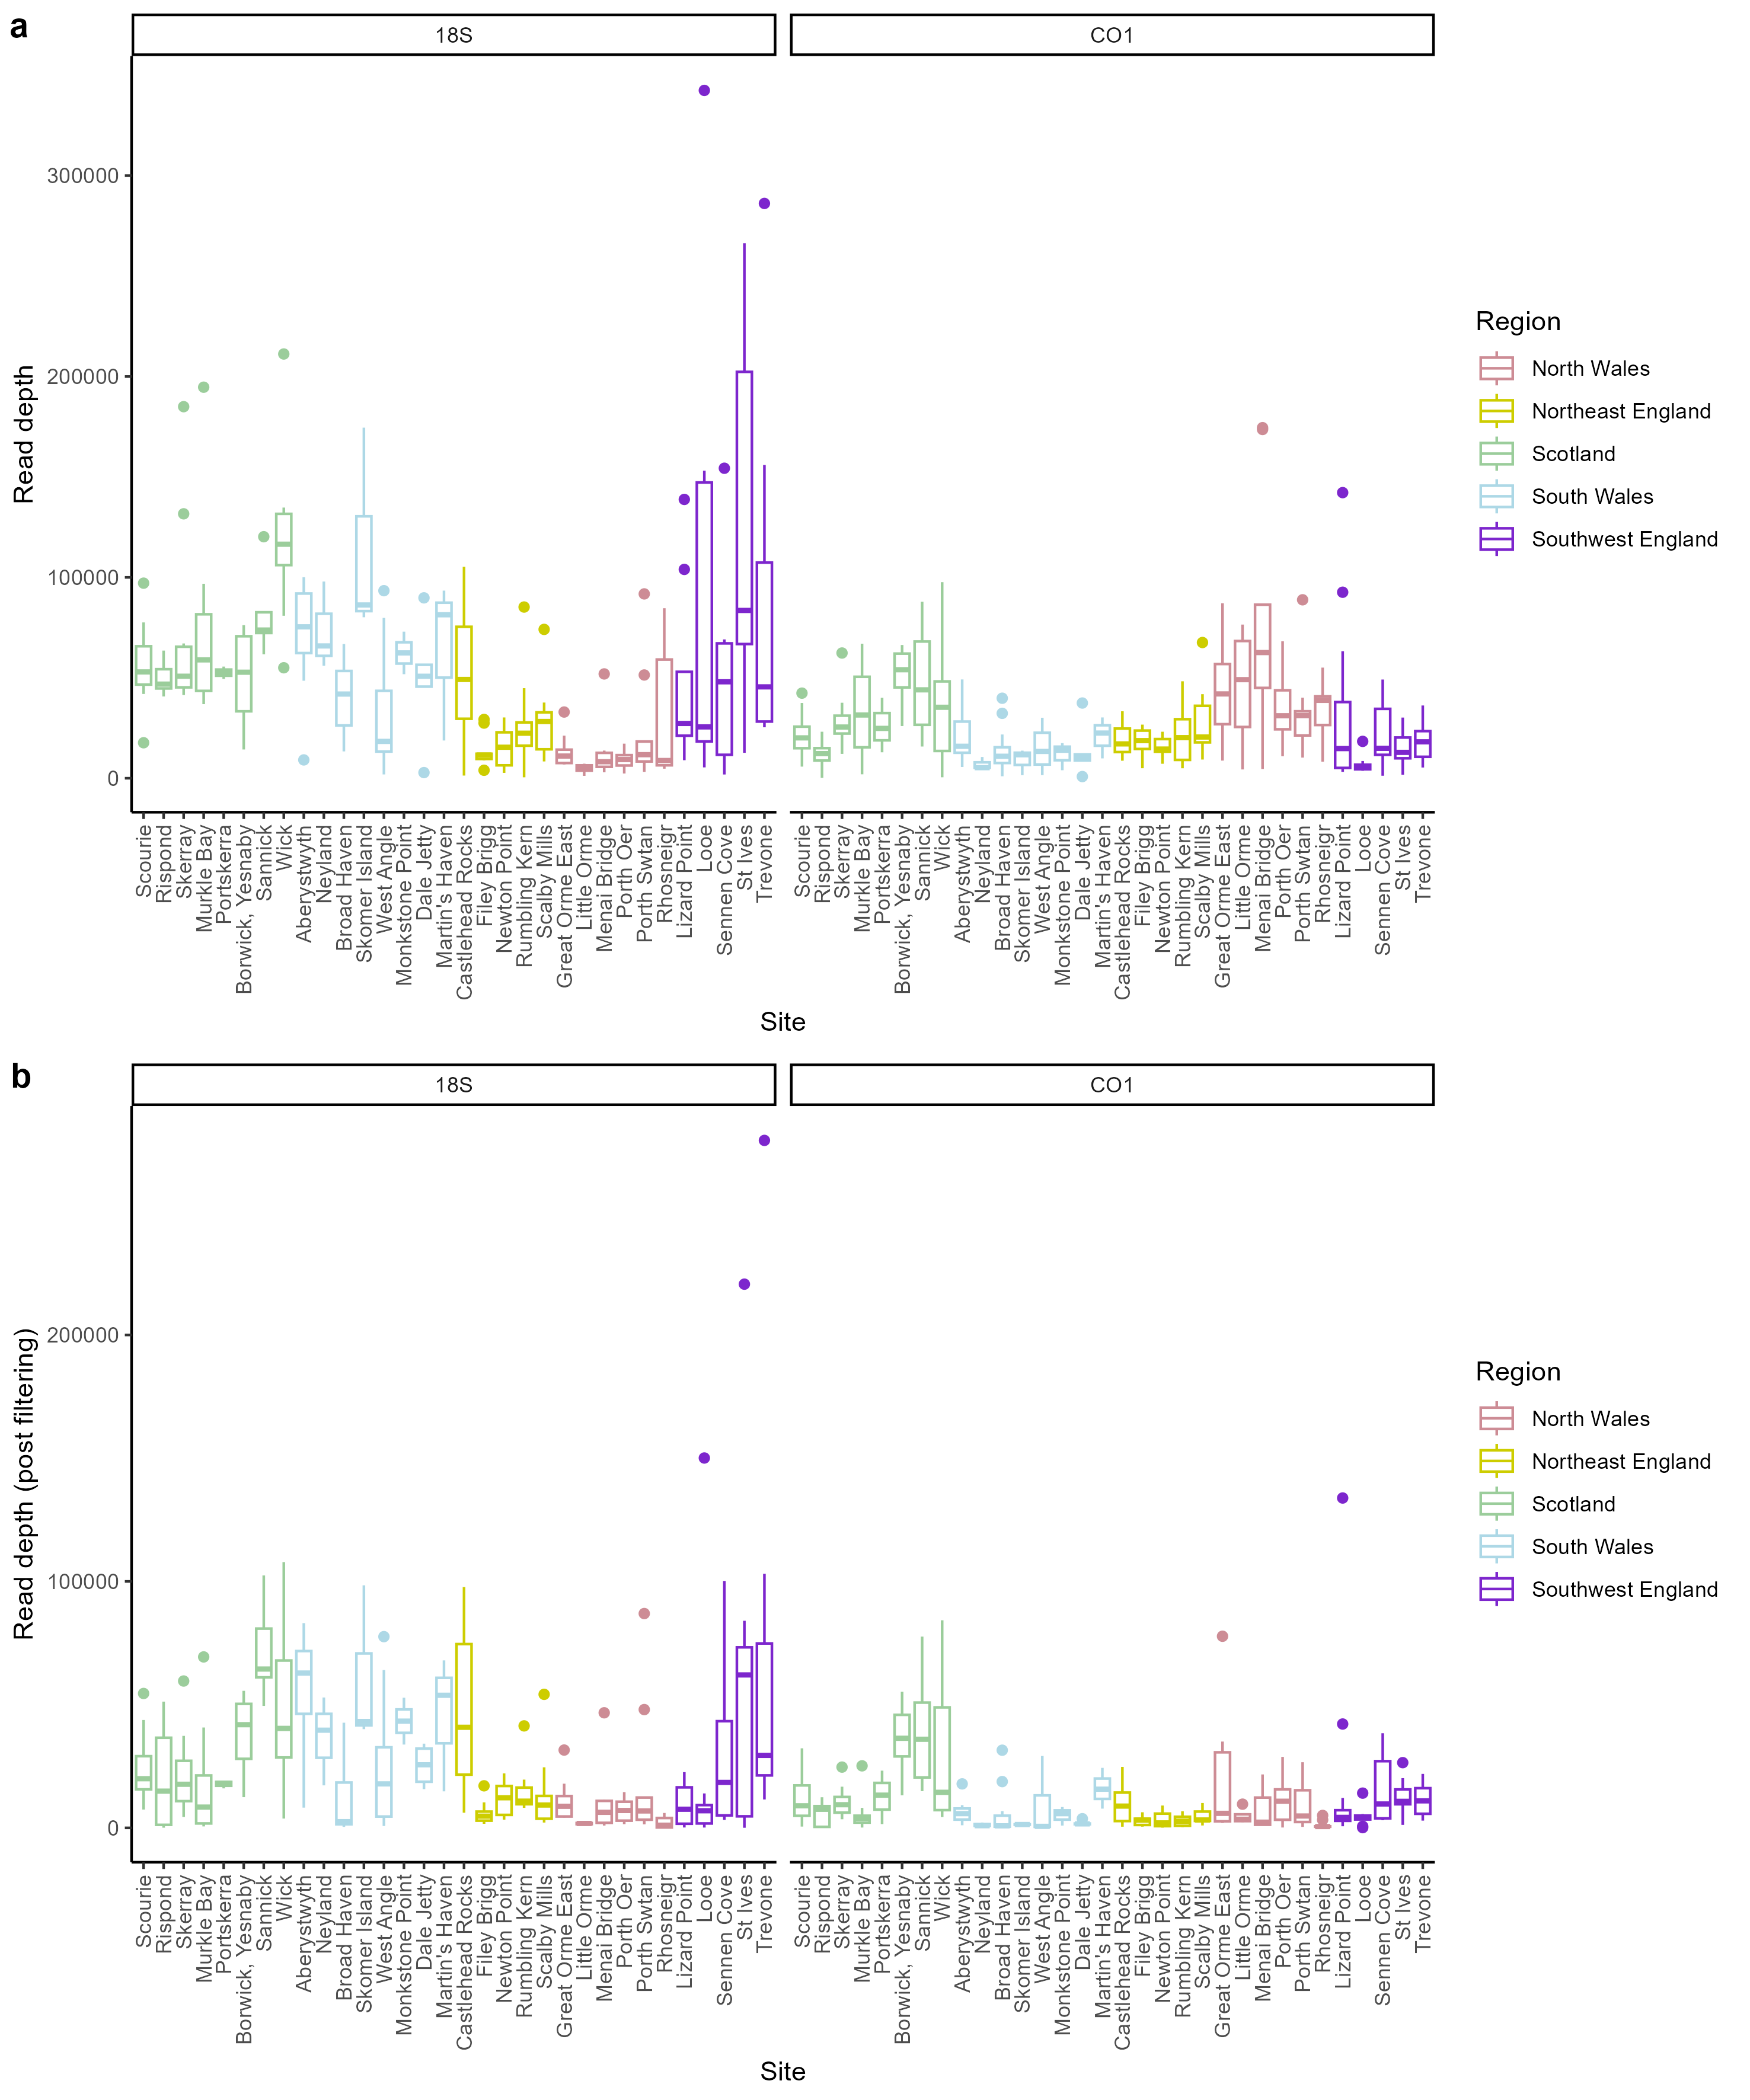 a
18S
CO1
Read depth
300000
200000
100000
0
Scourie
Rispond
Skerray
Murkle Bay
Portskerra
Borwick, Yesnaby
Sannick
Wick
Aberystwyth
Neyland
Broad Haven
Skomer Island
West Angle
Monkstone Point
Dale Jetty
Martin's Haven
Castlehead Rocks
Filey Brigg
Newton Point
Rumbling Kern
Scalby Mills
Great Orme East
Little Orme
Menai Bridge
Porth Oer
Porth Swtan
Rhosneigr
Lizard Point
Looe
Sennen Cove
St Ives
Trevone
Scourie
Rispond
Skerray
Murkle Bay
Portskerra
Borwick, Yesnaby
Sannick
Wick
Aberystwyth
Neyland
Broad Haven
Skomer Island
West Angle
Monkstone Point
Dale Jetty
Martin's Haven
Castlehead Rocks
Filey Brigg
Newton Point
Rumbling Kern
Scalby Mills
Great Orme East
Little Orme
Menai Bridge
Porth Oer
Porth Swtan
Rhosneigr
Lizard Point
Looe
Sennen Cove
St Ives
Trevone
Site
Region
North Wales
Northeast England
Scotland
South Wales
Southwest England
b
18S
CO1
Read depth (post filtering)
200000
100000
0
Scourie
Rispond
Skerray
Murkle Bay
Portskerra
Borwick, Yesnaby
Sannick
Wick
Aberystwyth
Neyland
Broad Haven
Skomer Island
West Angle
Monkstone Point
Dale Jetty
Martin's Haven
Castlehead Rocks
Filey Brigg
Newton Point
Rumbling Kern
Scalby Mills
Great Orme East
Little Orme
Menai Bridge
Porth Oer
Porth Swtan
Rhosneigr
Lizard Point
Looe
Sennen Cove
St Ives
Trevone
Scourie
Rispond
Skerray
Murkle Bay
Portskerra
Borwick, Yesnaby
Sannick
Wick
Aberystwyth
Neyland
Broad Haven
Skomer Island
West Angle
Monkstone Point
Dale Jetty
Martin's Haven
Castlehead Rocks
Filey Brigg
Newton Point
Rumbling Kern
Scalby Mills
Great Orme East
Little Orme
Menai Bridge
Porth Oer
Porth Swtan
Rhosneigr
Lizard Point
Looe
Sennen Cove
St Ives
Trevone
Site
Region
North Wales
Northeast England
Scotland
South Wales
Southwest England